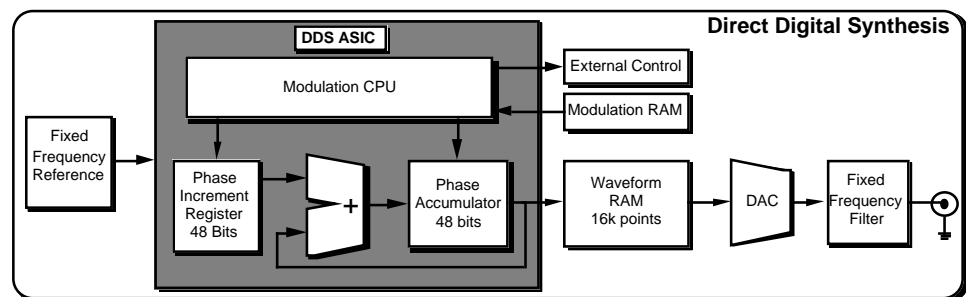 Direct Digital Synthesis
DDS ASIC
Modulation CPU
External Control
Modulation RAM
Fixed
Frequency
Reference
Phase
Increment
Register
48 Bits
+
Phase
Accumulator
48 bits
Waveform
RAM
16k points
DAC
Fixed
Frequency
Filter